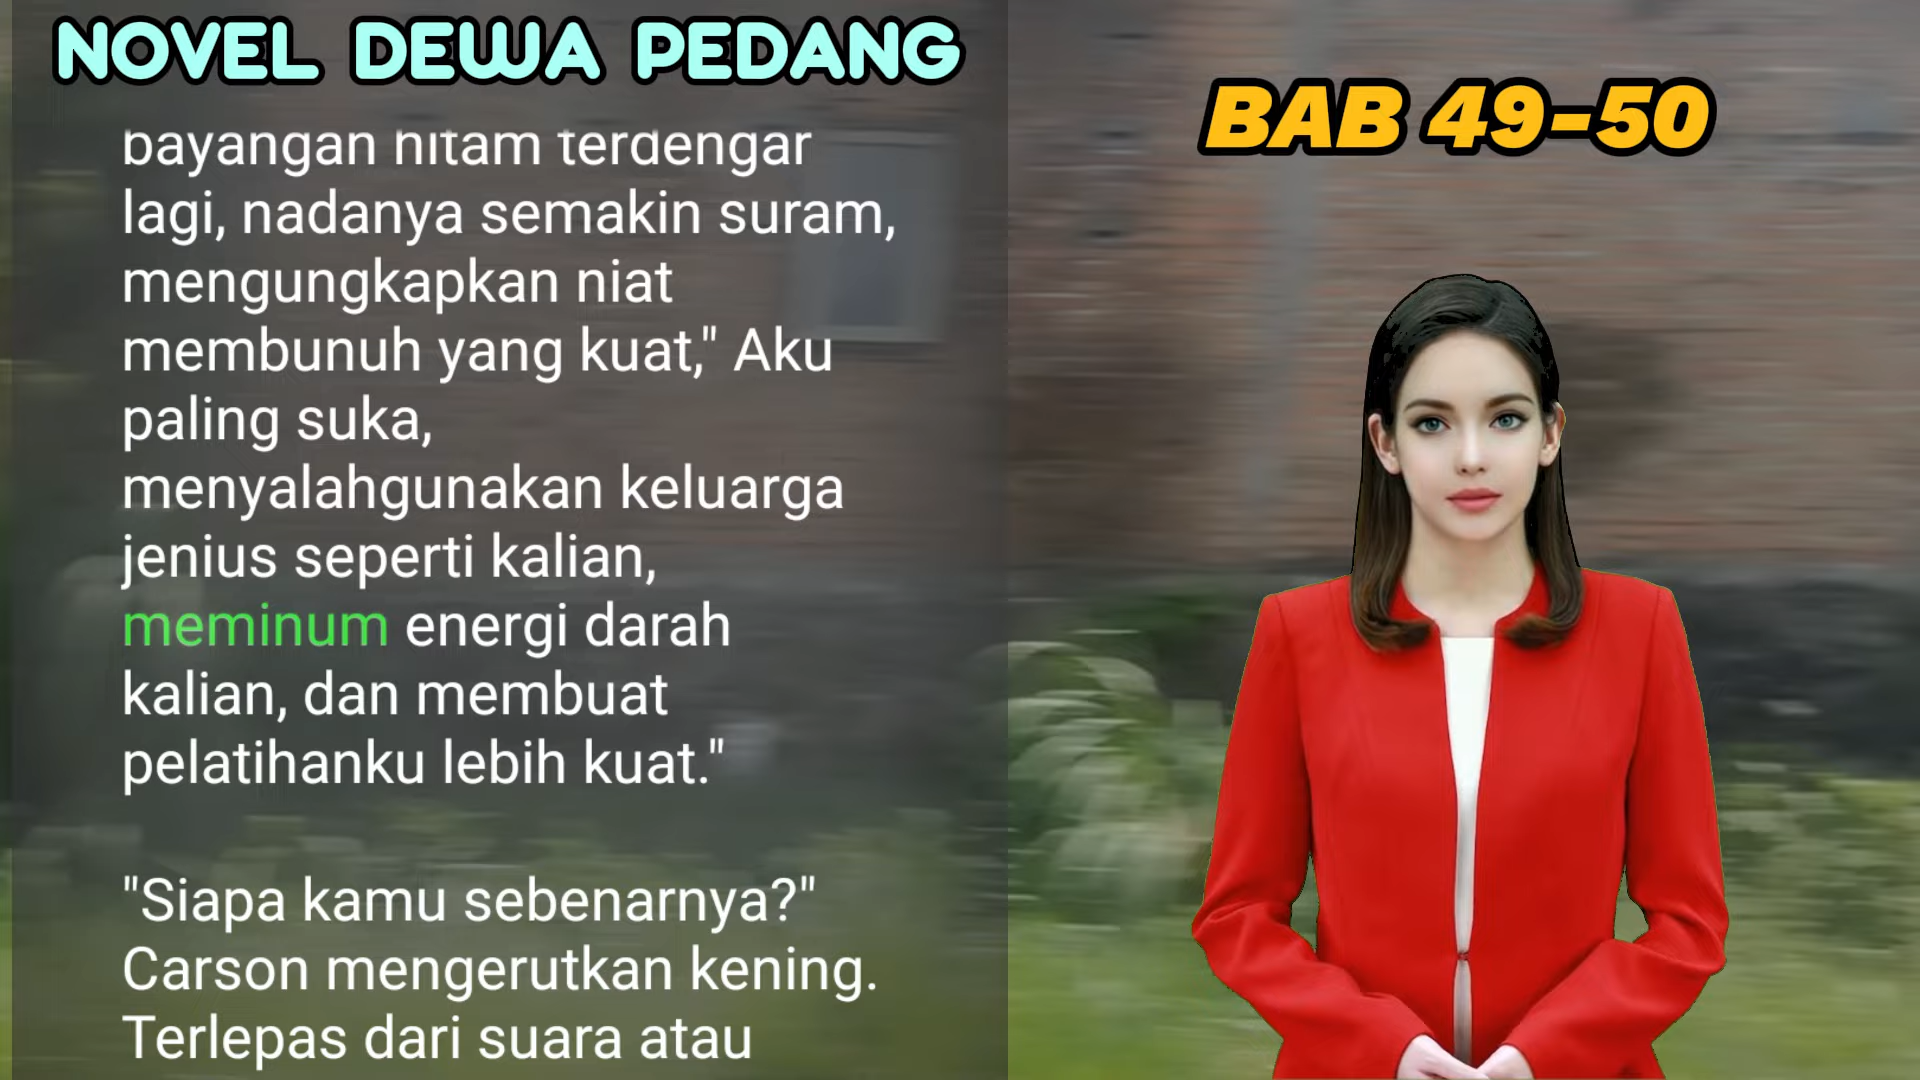 NOVEL DEWA PEDANG
BAB 49-50
bayangan hitam terdengar
lagi, nadanya semakin suram,
mengungkapkan niat
membunuh yang kuat," Aku
paling suka,
menyalahgunakan keluarga
jenius seperti kalian,
meminum energi darah
kalian, dan membuat
pelatihanku lebih kuat."
"Siapa kamu sebenarnya?"
Carson mengerutkan kening.
Terlepas dari suara atau